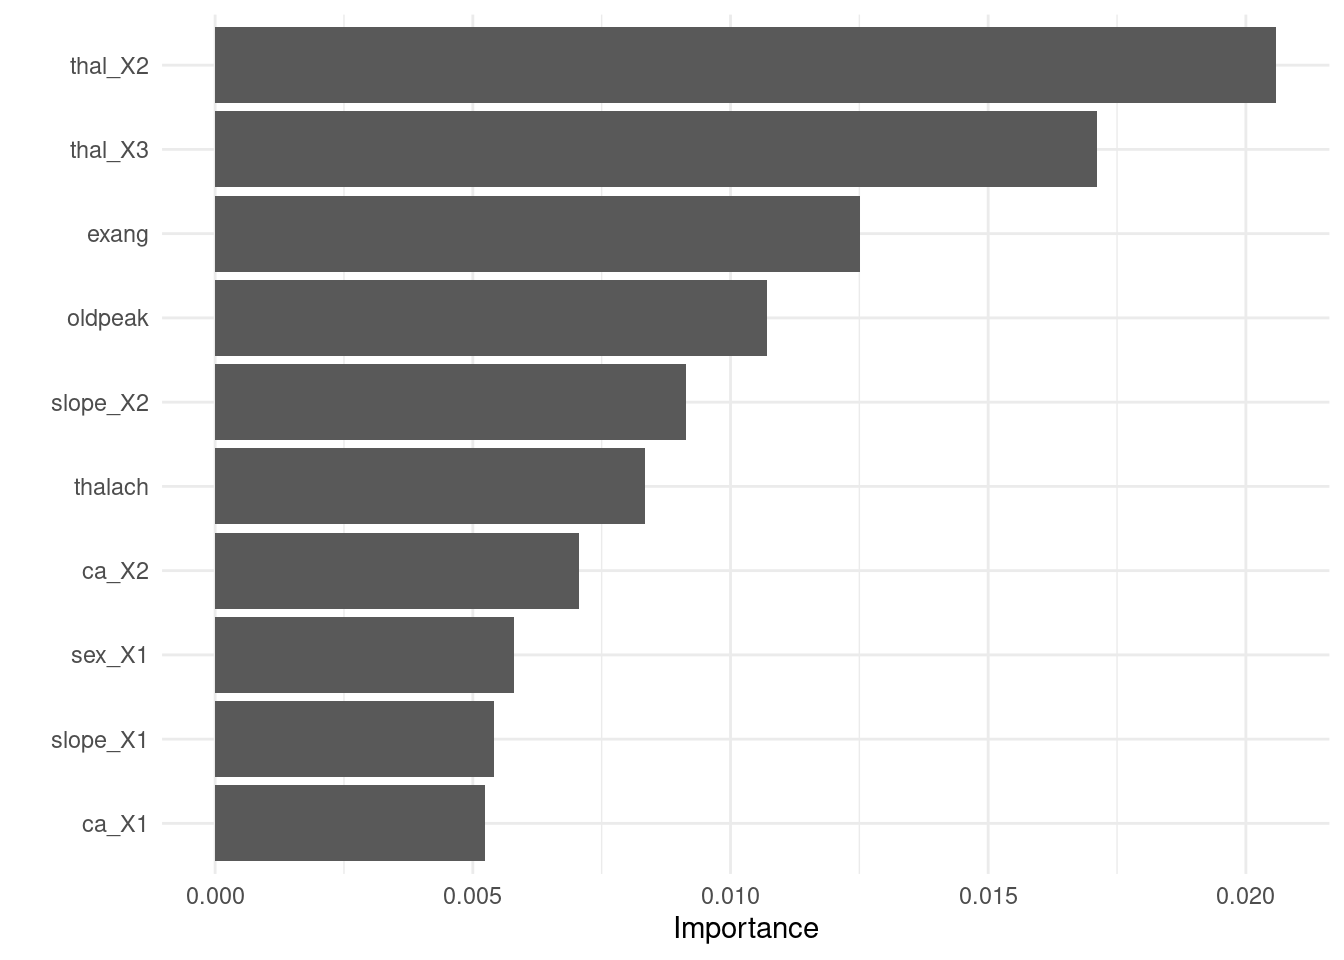 thal_X2
thal_X3
exang
oldpeak
slope_X2
thalach
ca_X2
sex_X1
slope_X1
ca_X1
0.000 0.005 0.010 0.015 0.020
Importance